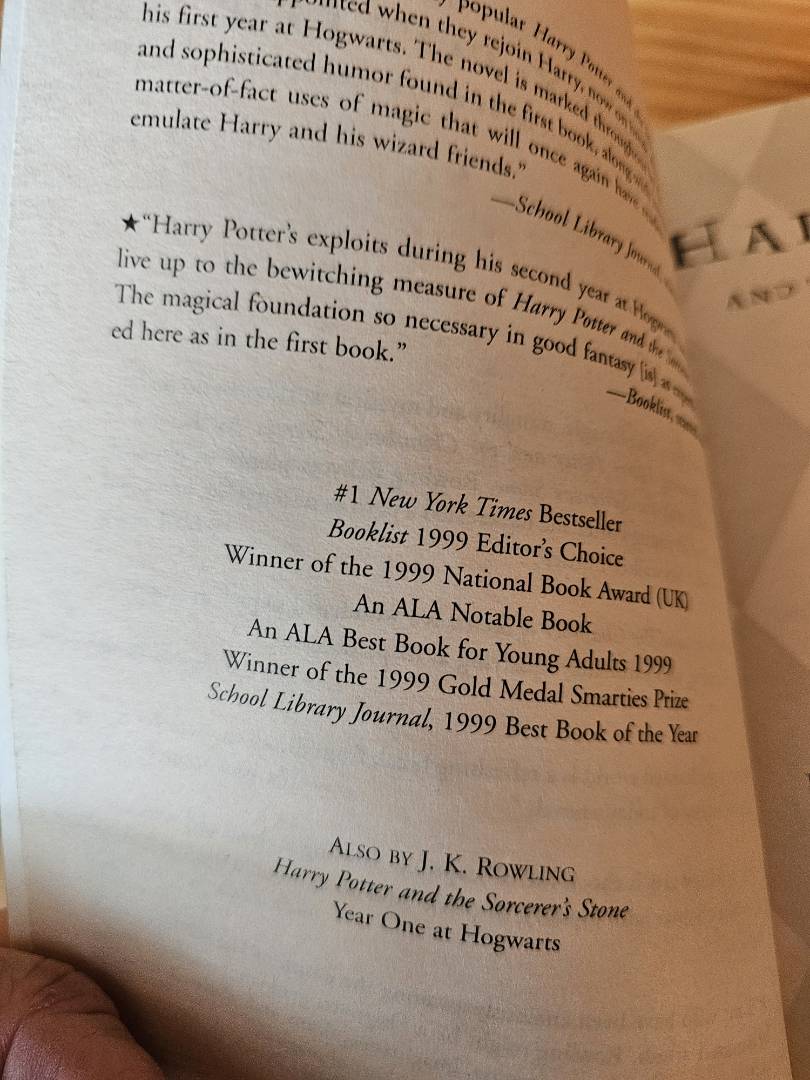 popular Harry Potter and
when they rejoin Harry, now on
his first year at Hogwarts. The novel is marked throughout
and sophisticated humor found in the first book, along with
matter-of-fact uses of magic that will once again have
emulate Harry and his wizard friends.”
—School Library Journal,
★“Harry Potter’s exploits during his second year at
live up to the bewitching measure of Harry Potter and the
The magical foundation so necessary in good fantasy [is] as
ed here as in the first book.”
—Booklist,
#1 New York Times Bestseller
Booklist 1999 Editor’s Choice
Winner of the 1999 National Book Award (UK)
An ALA Notable Book
An ALA Best Book for Young Adults 1999
Winner of the 1999 Gold Medal Smarties Prize
School Library Journal, 1999 Best Book of the Year
ALSO BY J. K. ROWLING
Harry Potter and the Sorcerer’s Stone
Year One at Hogwarts
HA
AND